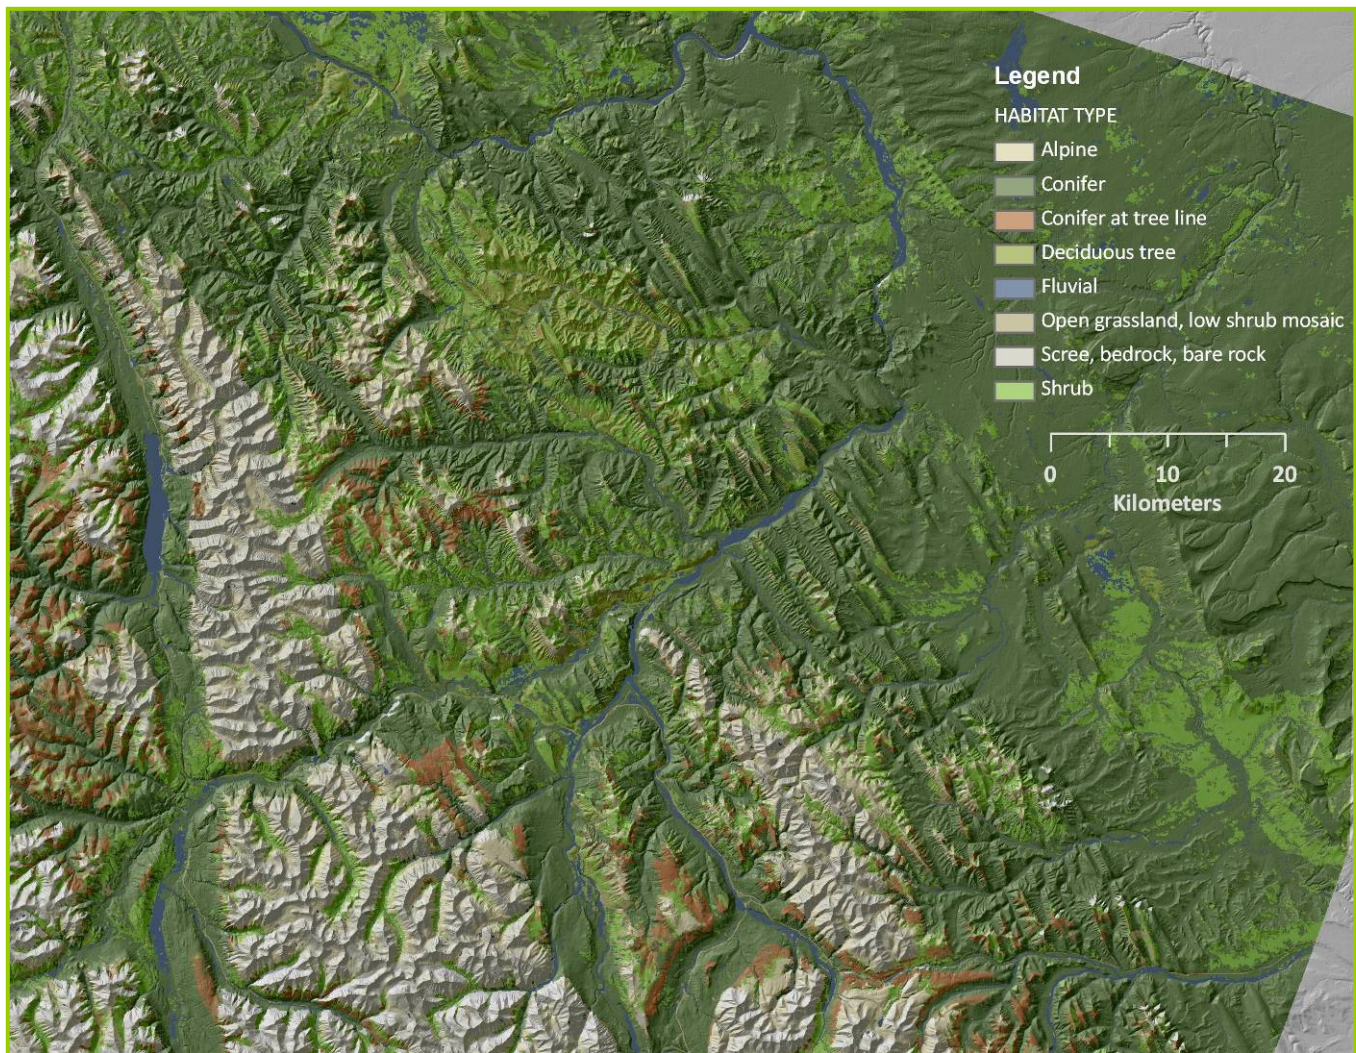 Legend
HABITAT TYPE
Alpine
Conifer
Conifer at tree line
Deciduous tree
Fluvial
Open grassland, low shrub mosaic
Scree, bedrock, bare rock
Shrub
0 10 20
Kilometers